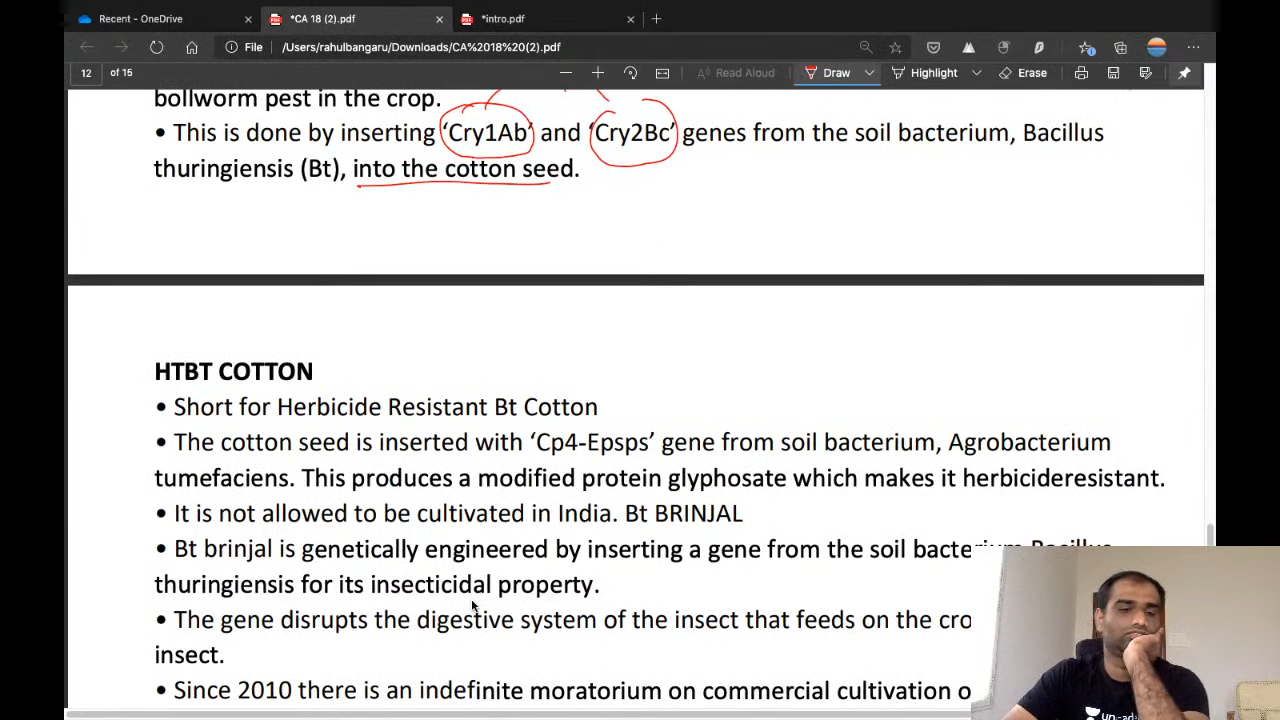 Recent - OneDrive
*CA 18 (2).pdf
*intro.pdf
File /Users/rahulbangaru/Downloads/CA%2018%20(2).pdf
12 of 15
Read Aloud
Draw
Highlight
Erase
bollworm pest in the crop.
• This is done by inserting ‘Cry1Ab’ and ‘Cry2Bc’ genes from the soil bacterium, Bacillus
thuringiensis (Bt), into the cotton seed.
HTBT COTTON
• Short for Herbicide Resistant Bt Cotton
• The cotton seed is inserted with ‘Cp4-Epsps’ gene from soil bacterium, Agrobacterium
tumefaciens. This produces a modified protein glyphosate which makes it herbicideresistant.
• It is not allowed to be cultivated in India. Bt BRINJAL
• Bt brinjal is genetically engineered by inserting a gene from the soil bacterium Bacillus
thuringiensis for its insecticidal property.
• The gene disrupts the digestive system of the insect that feeds on the cro
insect.
• Since 2010 there is an indefinite moratorium on commercial cultivation o